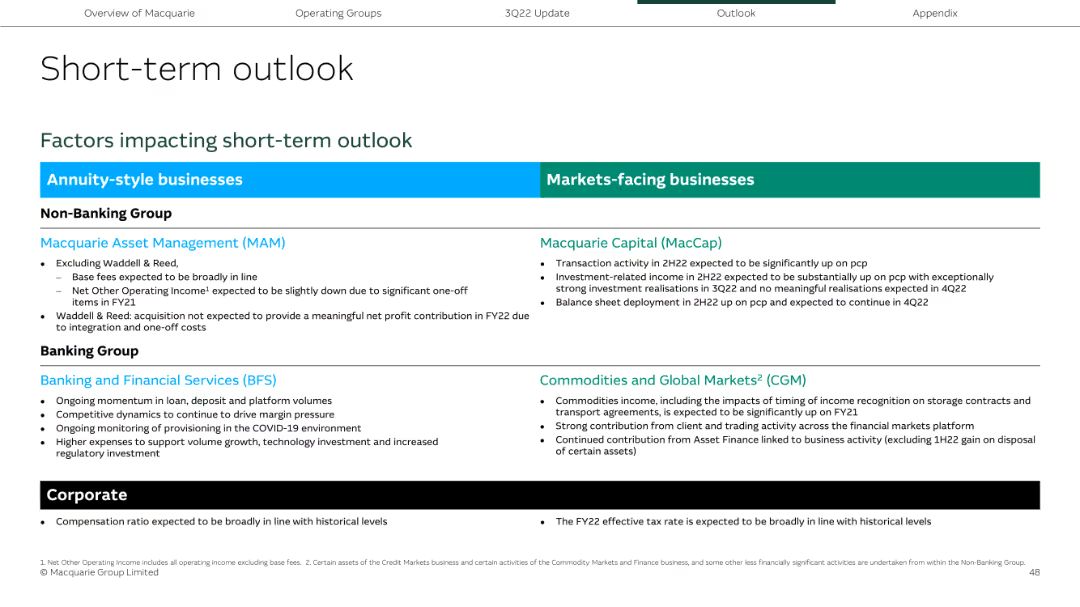 Overview of Macquarie
Operating Groups
3Q22 Update
Outlook
Appendix
Short-term outlook
Factors impacting short-term outlook
Annuity-style businesses
Markets-facing businesses
Non-Banking Group
Macquarie Asset Management (MAM)
• Excluding Waddell & Reed,
– Base fees expected to be broadly in line
– Net Other Operating Income¹ expected to be slightly down due to significant one-off
items in FY21
• Waddell & Reed: acquisition not expected to provide a meaningful net profit contribution in FY22 due
to integration and one-off costs
Macquarie Capital (MacCap)
• Transaction activity in 2H22 expected to be significantly up on pcp
• Investment-related income in 2H22 expected to be substantially up on pcp with exceptionally
strong investment realisations in 3Q22 and no meaningful realisations expected in 4Q22
• Balance sheet deployment in 2H22 up on pcp and expected to continue in 4Q22
Banking Group
Banking and Financial Services (BFS)
• Ongoing momentum in loan, deposit and platform volumes
• Competitive dynamics to continue to drive margin pressure
• Ongoing monitoring of provisioning in the COVID-19 environment
• Higher expenses to support volume growth, technology investment and increased
regulatory investment
Commodities and Global Markets² (CGM)
• Commodities income, including the impacts of timing of income recognition on storage contracts and
transport agreements, is expected to be significantly up on FY21
• Strong contribution from client and trading activity across the financial markets platform
• Continued contribution from Asset Finance linked to business activity (excluding 1H22 gain on disposal
of certain assets)
Corporate
• Compensation ratio expected to be broadly in line with historical levels
• The FY22 effective tax rate is expected to be broadly in line with historical levels
1. Net Other Operating Income includes all operating income excluding base fees. 2. Certain assets of the Credit Markets business and certain activities of the Commodity Markets and Finance business, and some other less financially significant activities are undertaken from within the Non-Banking Group.
© Macquarie Group Limited
48